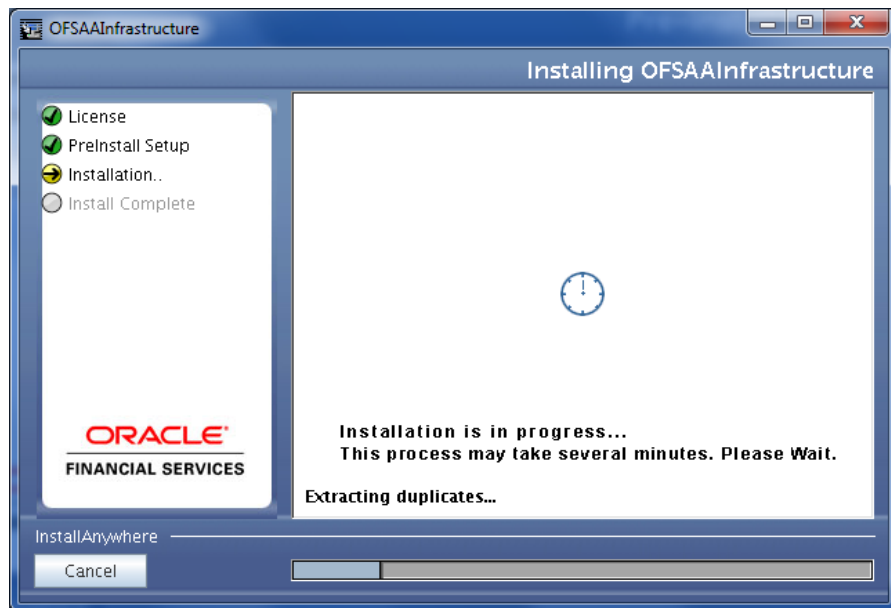 OFSAAInfrastructure
Installing OFSAAInfrastructure
License
PreInstall Setup
Installation..
Install Complete
ORACLE
FINANCIAL SERVICES
Installation is in progress...
This process may take several minutes. Please Wait.
Extracting duplicates...
InstallAnywhere
Cancel